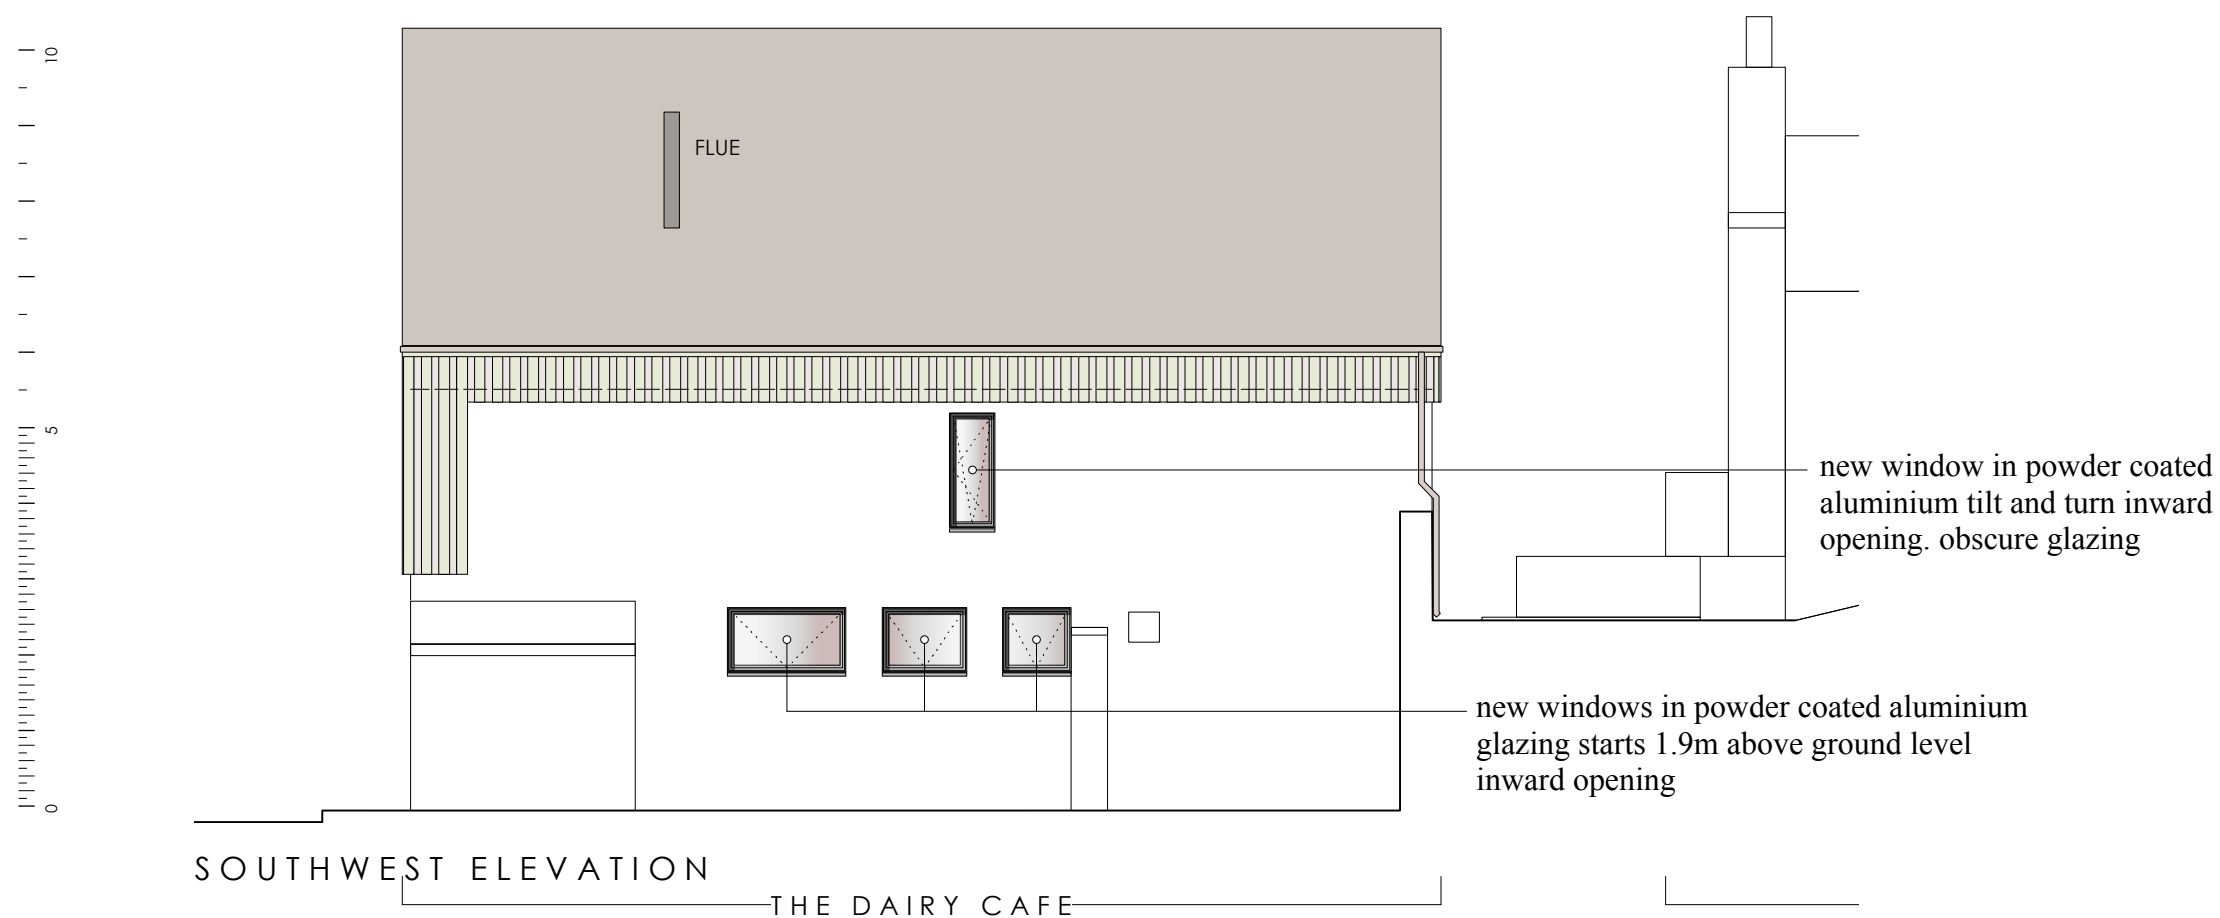 10
FLUE
5
new window in powder coated
aluminium tilt and turn inward
opening. obscure glazing
new windows in powder coated aluminium
glazing starts 1.9m above ground level
inward opening
0
SOUTHWEST ELEVATION
THE DAIRY CAFE